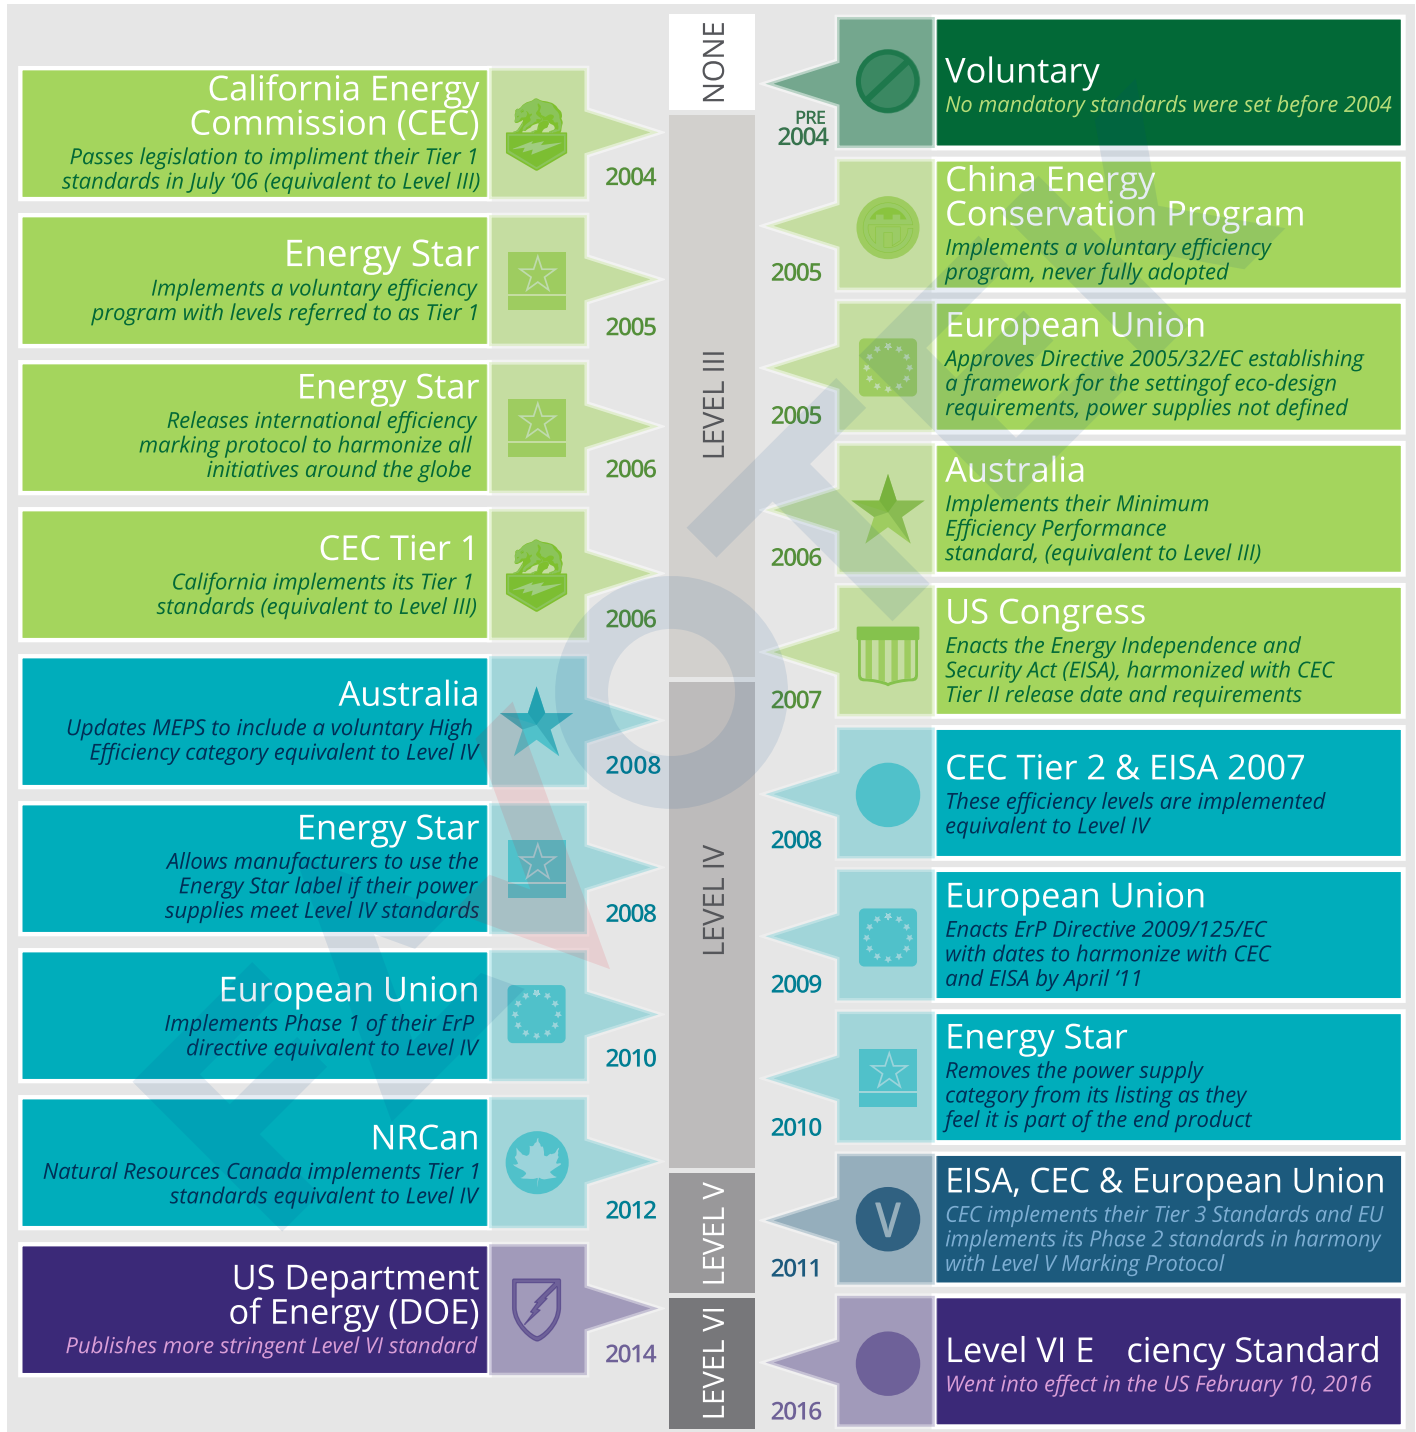 NONE
LEVEL III
LEVEL IV
LEVEL V
LEVEL VI
Voluntary
No mandatory standards were set before 2004
PRE
2004
California Energy
Commission (CEC)
Passes legislation to impliment their Tier 1
standards in July ‘06 (equivalent to Level III)
2004
China Energy
Conservation Program
Implements a voluntary efficiency
program, never fully adopted
2005
Energy Star
Implements a voluntary efficiency
program with levels referred to as Tier 1
2005
European Union
Approves Directive 2005/32/EC establishing
a framework for the settingof eco-design
requirements, power supplies not defined
2005
Energy Star
Releases international efficiency
marking protocol to harmonize all
initiatives around the globe
2006
Australia
Implements their Minimum
Efficiency Performance
standard, (equivalent to Level III)
2006
CEC Tier 1
California implements its Tier 1
standards (equivalent to Level III)
2006
US Congress
Enacts the Energy Independence and
Security Act (EISA), harmonized with CEC
Tier II release date and requirements
2007
Australia
Updates MEPS to include a voluntary High
Efficiency category equivalent to Level IV
2008
CEC Tier 2 & EISA 2007
These efficiency levels are implemented
equivalent to Level IV
2008
Energy Star
Allows manufacturers to use the
Energy Star label if their power
supplies meet Level IV standards
2008
European Union
Enacts ErP Directive 2009/125/EC
with dates to harmonize with CEC
and EISA by April ‘11
2009
European Union
Implements Phase 1 of their ErP
directive equivalent to Level IV
2010
Energy Star
Removes the power supply
category from its listing as they
feel it is part of the end product
2010
NRCan
Natural Resources Canada implements Tier 1
standards equivalent to Level IV
2012
V
EISA, CEC & European Union
CEC implements their Tier 3 Standards and EU
implements its Phase 2 standards in harmony
with Level V Marking Protocol
2011
US Department
of Energy (DOE)
Publishes more stringent Level VI standard
2014
Level VI E ciency Standard
Went into effect in the US February 10, 2016
2016